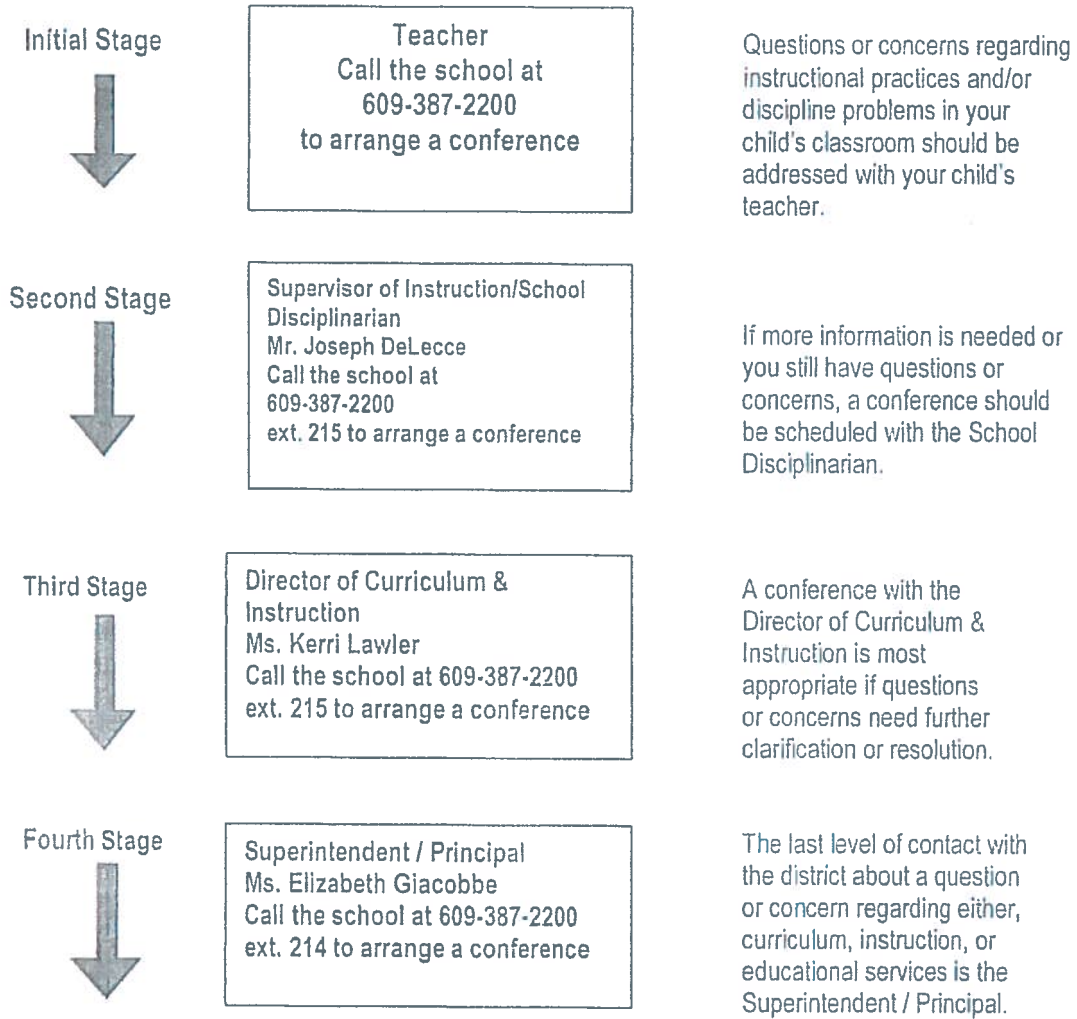 Initial Stage
Teacher
Call the school at
609-387-2200
to arrange a conference
Questions or concerns regarding
instructional practices and/or
discipline problems in your
child's classroom should be
addressed with your child's
teacher.
Second Stage
Supervisor of Instruction/School
Disciplinarian
Mr. Joseph DeLecce
Call the school at
609-387-2200
ext. 215 to arrange a conference
If more information is needed or
you still have questions or
concerns, a conference should
be scheduled with the School
Disciplinarian.
Third Stage
Director of Curriculum &
Instruction
Ms. Kerri Lawler
Call the school at 609-387-2200
ext. 215 to arrange a conference
A conference with the
Director of Curriculum &
Instruction is most
appropriate if questions
or concerns need further
clarification or resolution.
Fourth Stage
Superintendent / Principal
Ms. Elizabeth Giacobbe
Call the school at 609-387-2200
ext. 214 to arrange a conference
The last level of contact with
the district about a question
or concern regarding either,
curriculum, instruction, or
educational services is the
Superintendent / Principal.